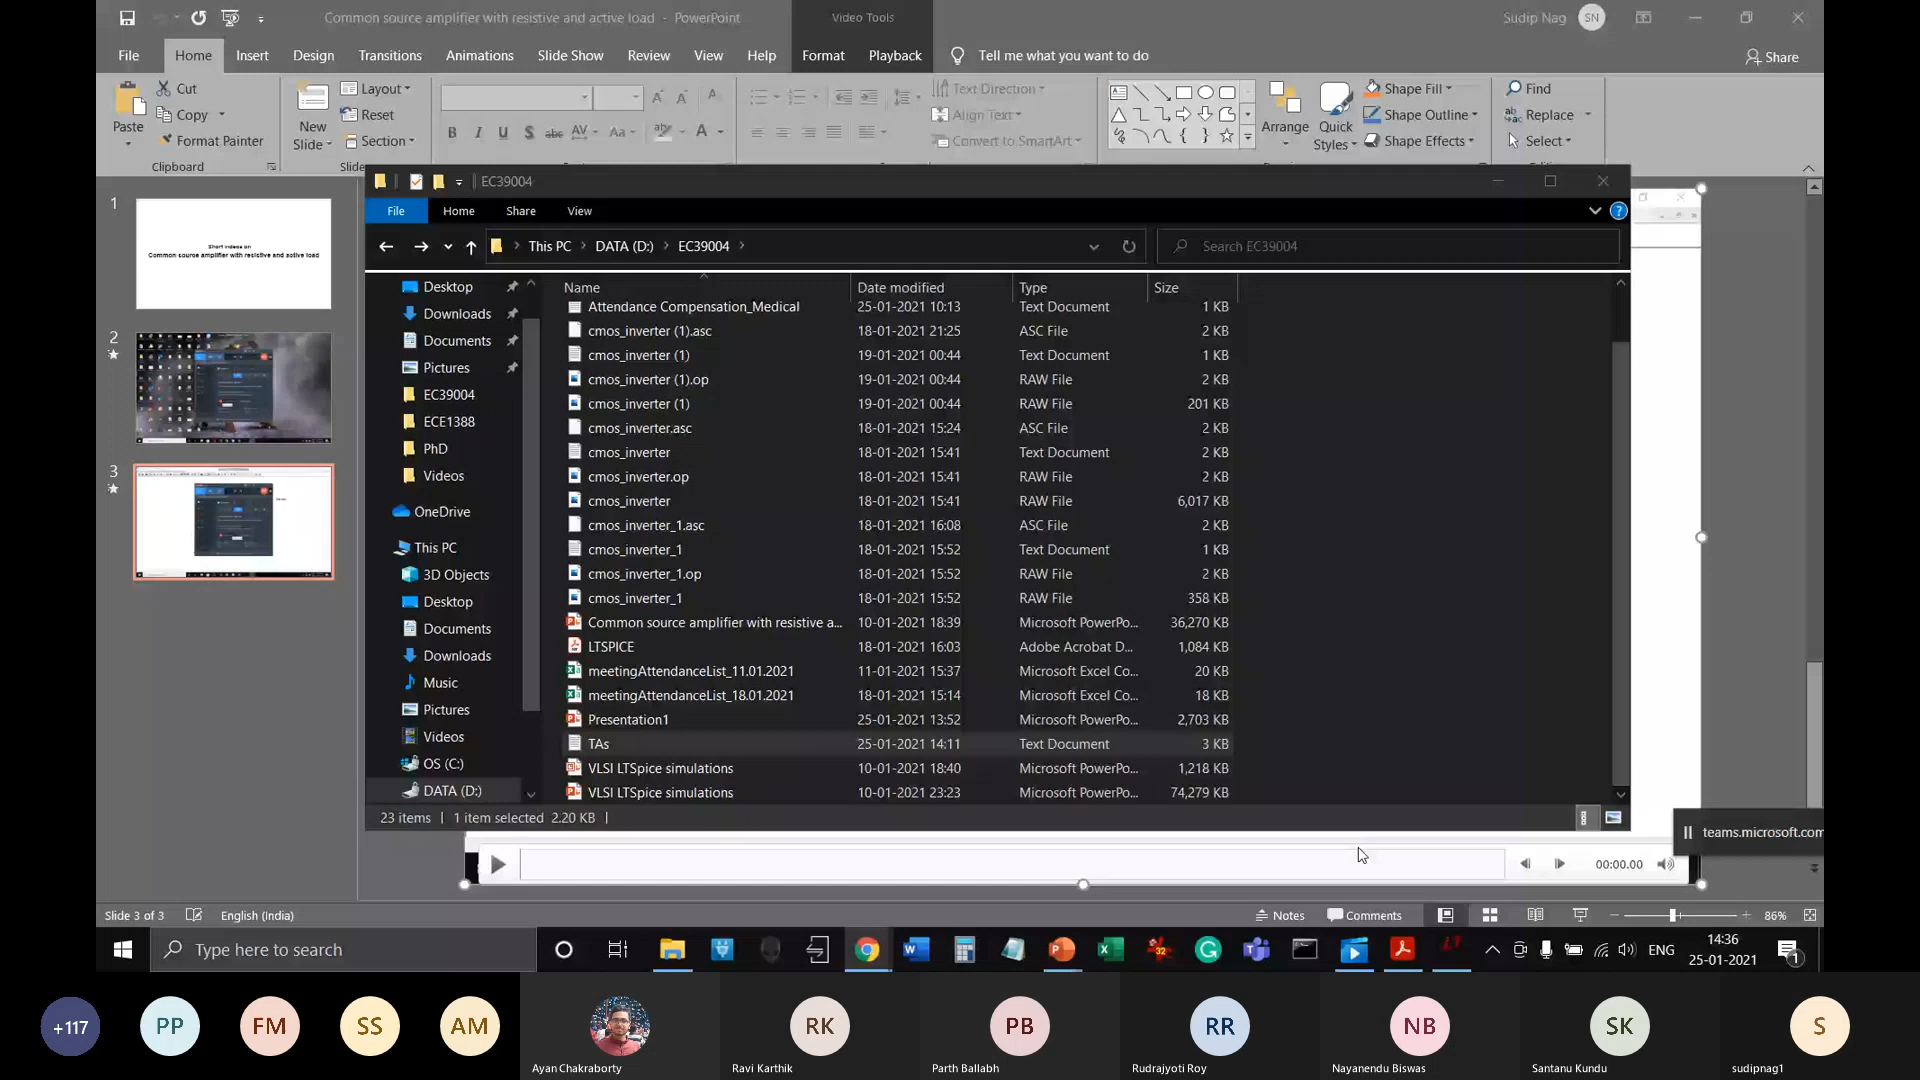 Common source amplifier with resistive and active load - PowerPoint
Video Tools
Sudip Nag
SN
File
Home
Insert
Design
Transitions
Animations
Slide Show
Review
View
Help
Format
Playback
Tell me what you want to do
Share
Paste
Cut
Copy
Format Painter
Clipboard
New Slide
Layout
Reset
Section
Text Direction
Align Text
Convert to SmartArt
Arrange
Quick Styles
Shape Fill
Shape Outline
Shape Effects
Find
Replace
Select
1
Short videos on
Common source amplifier with resistive and active load
2
3
EC39004
File
Home
Share
View
This PC > DATA (D:) > EC39004 >
Search EC39004
Desktop
Downloads
Documents
Pictures
EC39004
ECE1388
PhD
Videos
OneDrive
This PC
3D Objects
Desktop
Documents
Downloads
Music
Pictures
Videos
OS (C:)
DATA (D:)
Name Date modified Type Size
Attendance Compensation_Medical 25-01-2021 10:13 Text Document 1 KB
cmos_inverter (1).asc 18-01-2021 21:25 ASC File 2 KB
cmos_inverter (1) 19-01-2021 00:44 Text Document 1 KB
cmos_inverter (1).op 19-01-2021 00:44 RAW File 2 KB
cmos_inverter (1) 19-01-2021 00:44 RAW File 201 KB
cmos_inverter.asc 18-01-2021 15:24 ASC File 2 KB
cmos_inverter 18-01-2021 15:41 Text Document 2 KB
cmos_inverter.op 18-01-2021 15:41 RAW File 2 KB
cmos_inverter 18-01-2021 15:41 RAW File 6,017 KB
cmos_inverter_1.asc 18-01-2021 16:08 ASC File 2 KB
cmos_inverter_1 18-01-2021 15:52 Text Document 1 KB
cmos_inverter_1.op 18-01-2021 15:52 RAW File 2 KB
cmos_inverter_1 18-01-2021 15:52 RAW File 358 KB
Common source amplifier with resistive a... 10-01-2021 18:39 Microsoft PowerPo... 36,270 KB
LTSPICE 18-01-2021 16:03 Adobe Acrobat D... 1,084 KB
meetingAttendanceList_11.01.2021 11-01-2021 15:37 Microsoft Excel Co... 20 KB
meetingAttendanceList_18.01.2021 18-01-2021 15:14 Microsoft Excel Co... 18 KB
Presentation1 25-01-2021 13:52 Microsoft PowerPo... 2,703 KB
TAs 25-01-2021 14:11 Text Document 3 KB
VLSI LTSpice simulations 10-01-2021 18:40 Microsoft PowerPo... 1,218 KB
VLSI LTSpice simulations 10-01-2021 23:23 Microsoft PowerPo... 74,279 KB
23 items | 1 item selected 2.20 KB |
teams.microsoft.com
00:00.00
Slide 3 of 3
English (India)
Notes
Comments
86%
Type here to search
ENG
14:36
25-01-2021
1
+117
PP
FM
SS
AM
RK
PB
RR
NB
SK
S
Ayan Chakraborty
Ravi Karthik
Parth Ballabh
Rudrajyoti Roy
Nayanendu Biswas
Santanu Kundu
sudipnag1